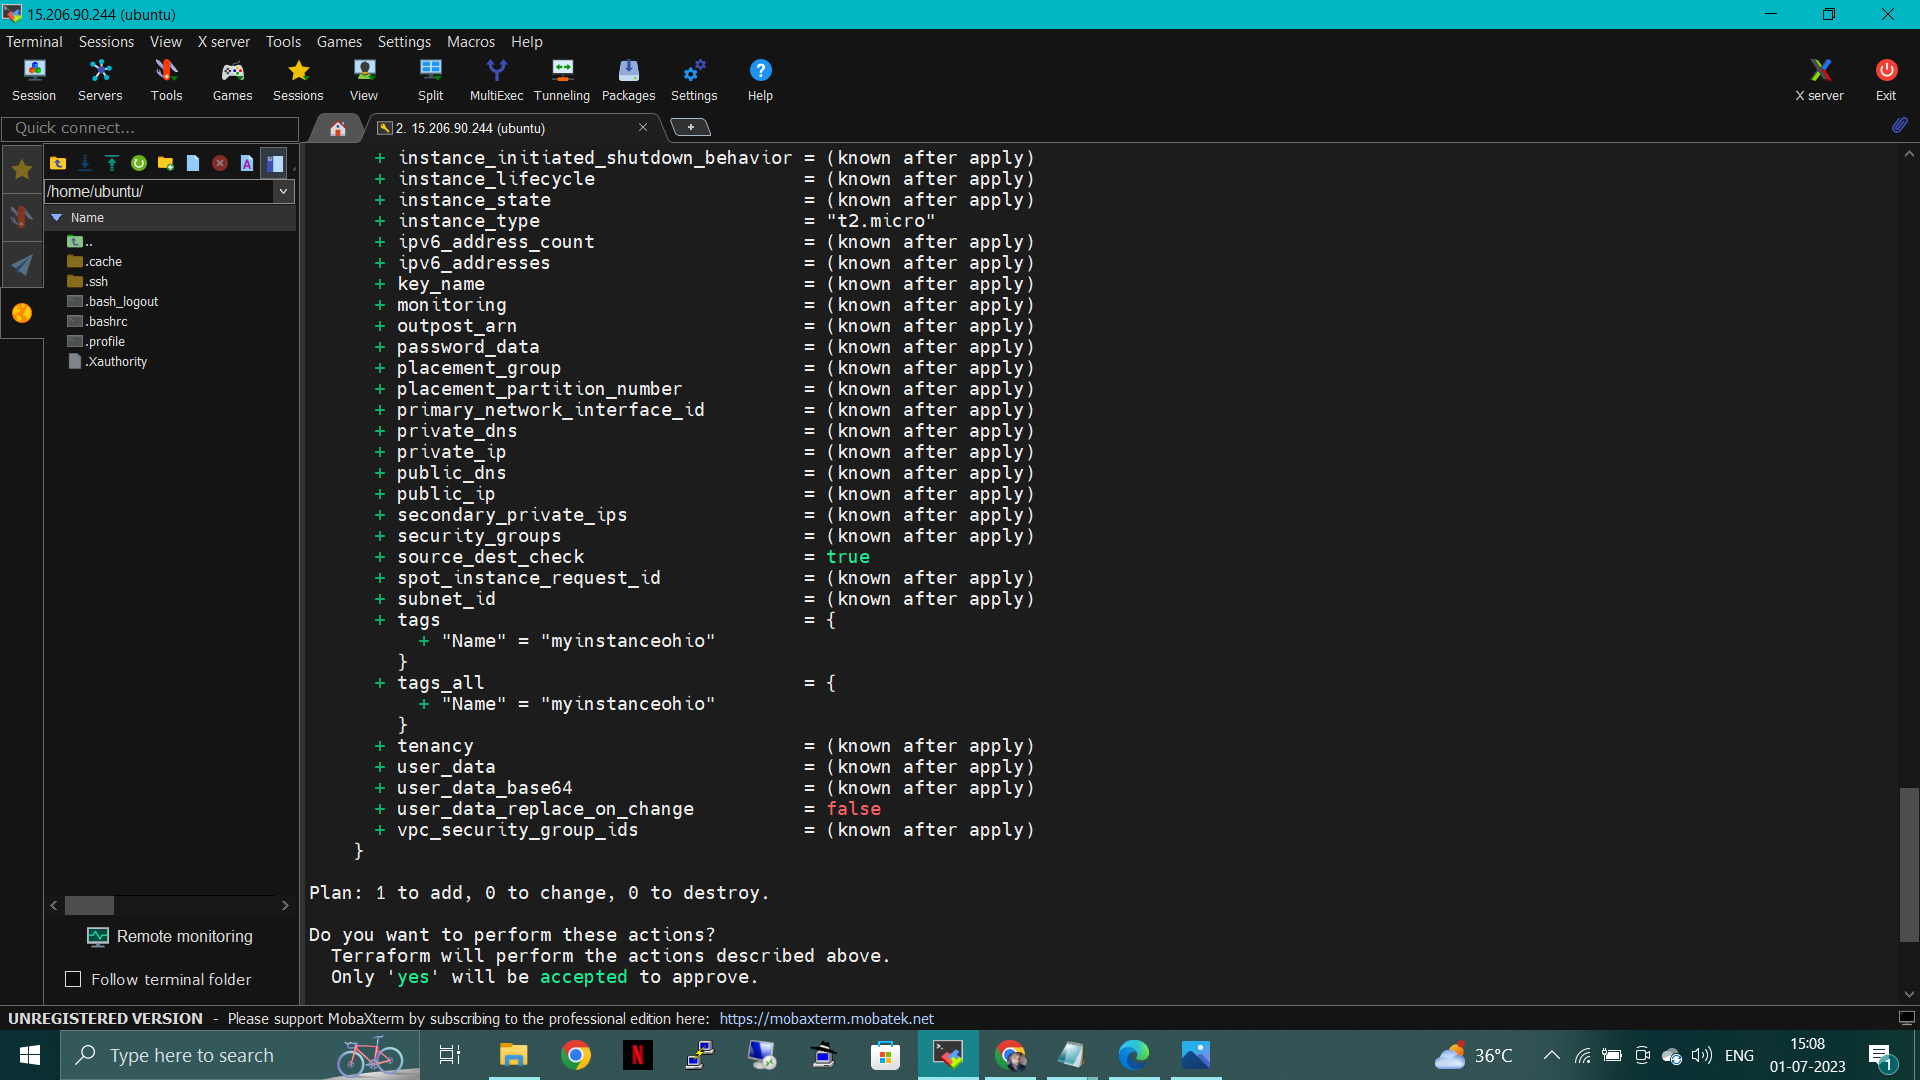 15.206.90.244 (ubuntu)
Terminal Sessions View X server Tools Games Settings Macros Help
Session Servers Tools Games Sessions View Split MultiExec Tunneling Packages Settings Help X server Exit
Quick connect...
2. 15.206.90.244 (ubuntu)
/home/ubuntu/
Name
..
.cache
.ssh
.bash_logout
.bashrc
.profile
.Xauthority
Remote monitoring
Follow terminal folder
+ instance_initiated_shutdown_behavior = (known after apply)
+ instance_lifecycle = (known after apply)
+ instance_state = (known after apply)
+ instance_type = "t2.micro"
+ ipv6_address_count = (known after apply)
+ ipv6_addresses = (known after apply)
+ key_name = (known after apply)
+ monitoring = (known after apply)
+ outpost_arn = (known after apply)
+ password_data = (known after apply)
+ placement_group = (known after apply)
+ placement_partition_number = (known after apply)
+ primary_network_interface_id = (known after apply)
+ private_dns = (known after apply)
+ private_ip = (known after apply)
+ public_dns = (known after apply)
+ public_ip = (known after apply)
+ secondary_private_ips = (known after apply)
+ security_groups = (known after apply)
+ source_dest_check = true
+ spot_instance_request_id = (known after apply)
+ subnet_id = (known after apply)
+ tags = {
+ "Name" = "myinstanceohio"
}
+ tags_all = {
+ "Name" = "myinstanceohio"
}
+ tenancy = (known after apply)
+ user_data = (known after apply)
+ user_data_base64 = (known after apply)
+ user_data_replace_on_change = false
+ vpc_security_group_ids = (known after apply)
}
Plan: 1 to add, 0 to change, 0 to destroy.
Do you want to perform these actions?
Terraform will perform the actions described above.
Only 'yes' will be accepted to approve.
UNREGISTERED VERSION - Please support MobaXterm by subscribing to the professional edition here: https://mobaxterm.mobatek.net
Type here to search
36°C
ENG
15:08
01-07-2023
1